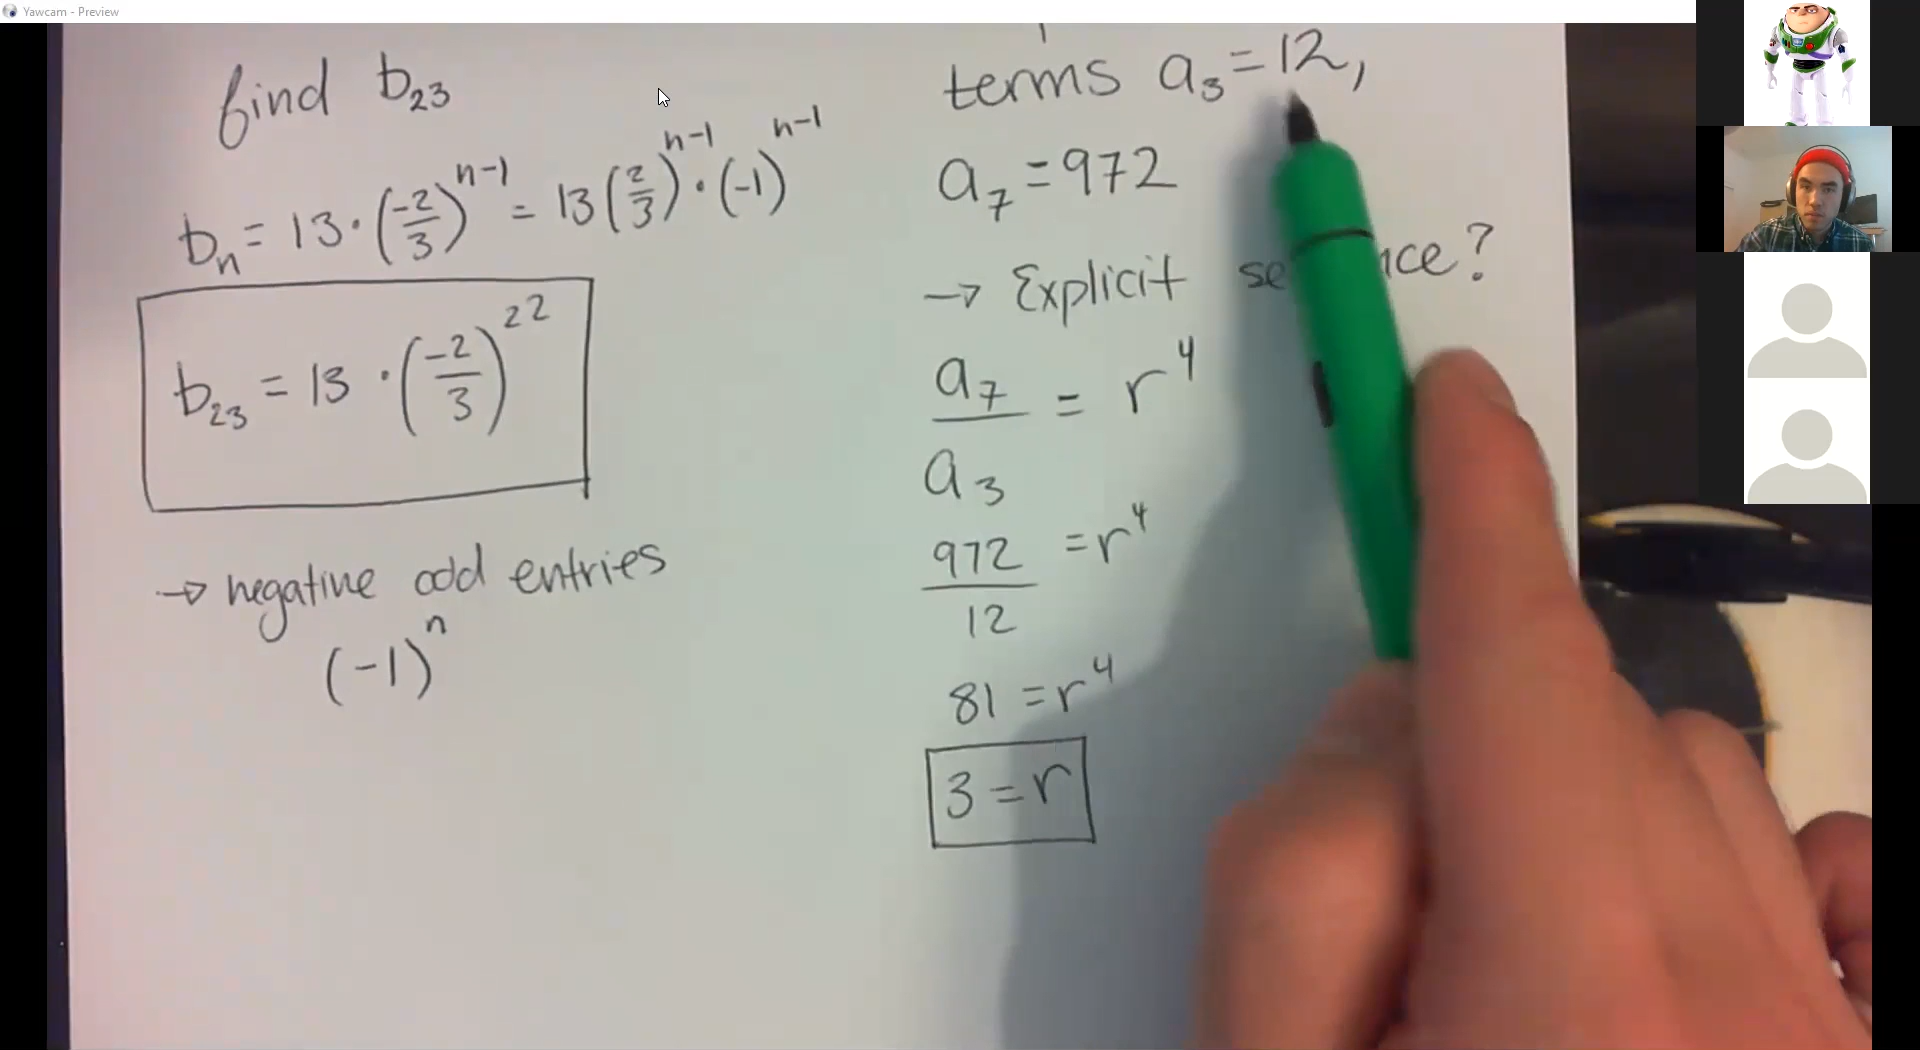 Yawcam - Preview
find b₂₃
bₙ = 13 · (-2/3)ⁿ⁻¹ = 13 (2/3)ⁿ⁻¹ · (-1)ⁿ⁻¹
b₂₃ = 13 · (-2/3)²²
→ negative odd entries
(-1)ⁿ
terms a₃ = 12,
a₇ = 972
→ Explicit ?
a₇/a₃ = r⁴
972/12 = r⁴
81 = r⁴
3 = r